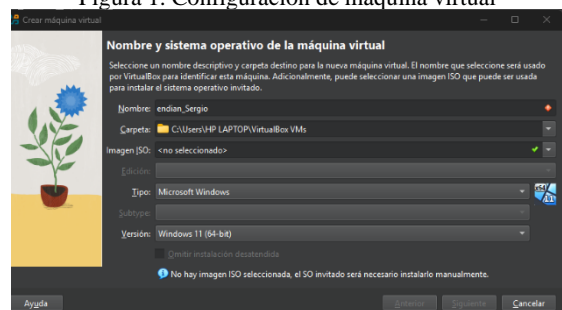 Figura 1. Configuración de máquina virtual
Crear máquina virtual
Nombre y sistema operativo de la máquina virtual
Seleccione un nombre descriptivo y carpeta destino para la nueva máquina virtual. El nombre que seleccione será usado
por VirtualBox para identificar esta máquina. Adicionalmente, puede seleccionar una imagen ISO que puede ser usada
para instalar el sistema operativo invitado.
Nombre: endian_Sergio
Carpeta: C:\Users\HP LAPTOP\VirtualBox VMs
Imagen ISO: <no seleccionado>
Edición:
Tipo: Microsoft Windows
Subtype:
Versión: Windows 11 (64-bit)
Omitir instalación desatendida
No hay imagen ISO seleccionada, el SO invitado será necesario instalarlo manualmente.
Ayuda Anterior Siguiente Cancelar